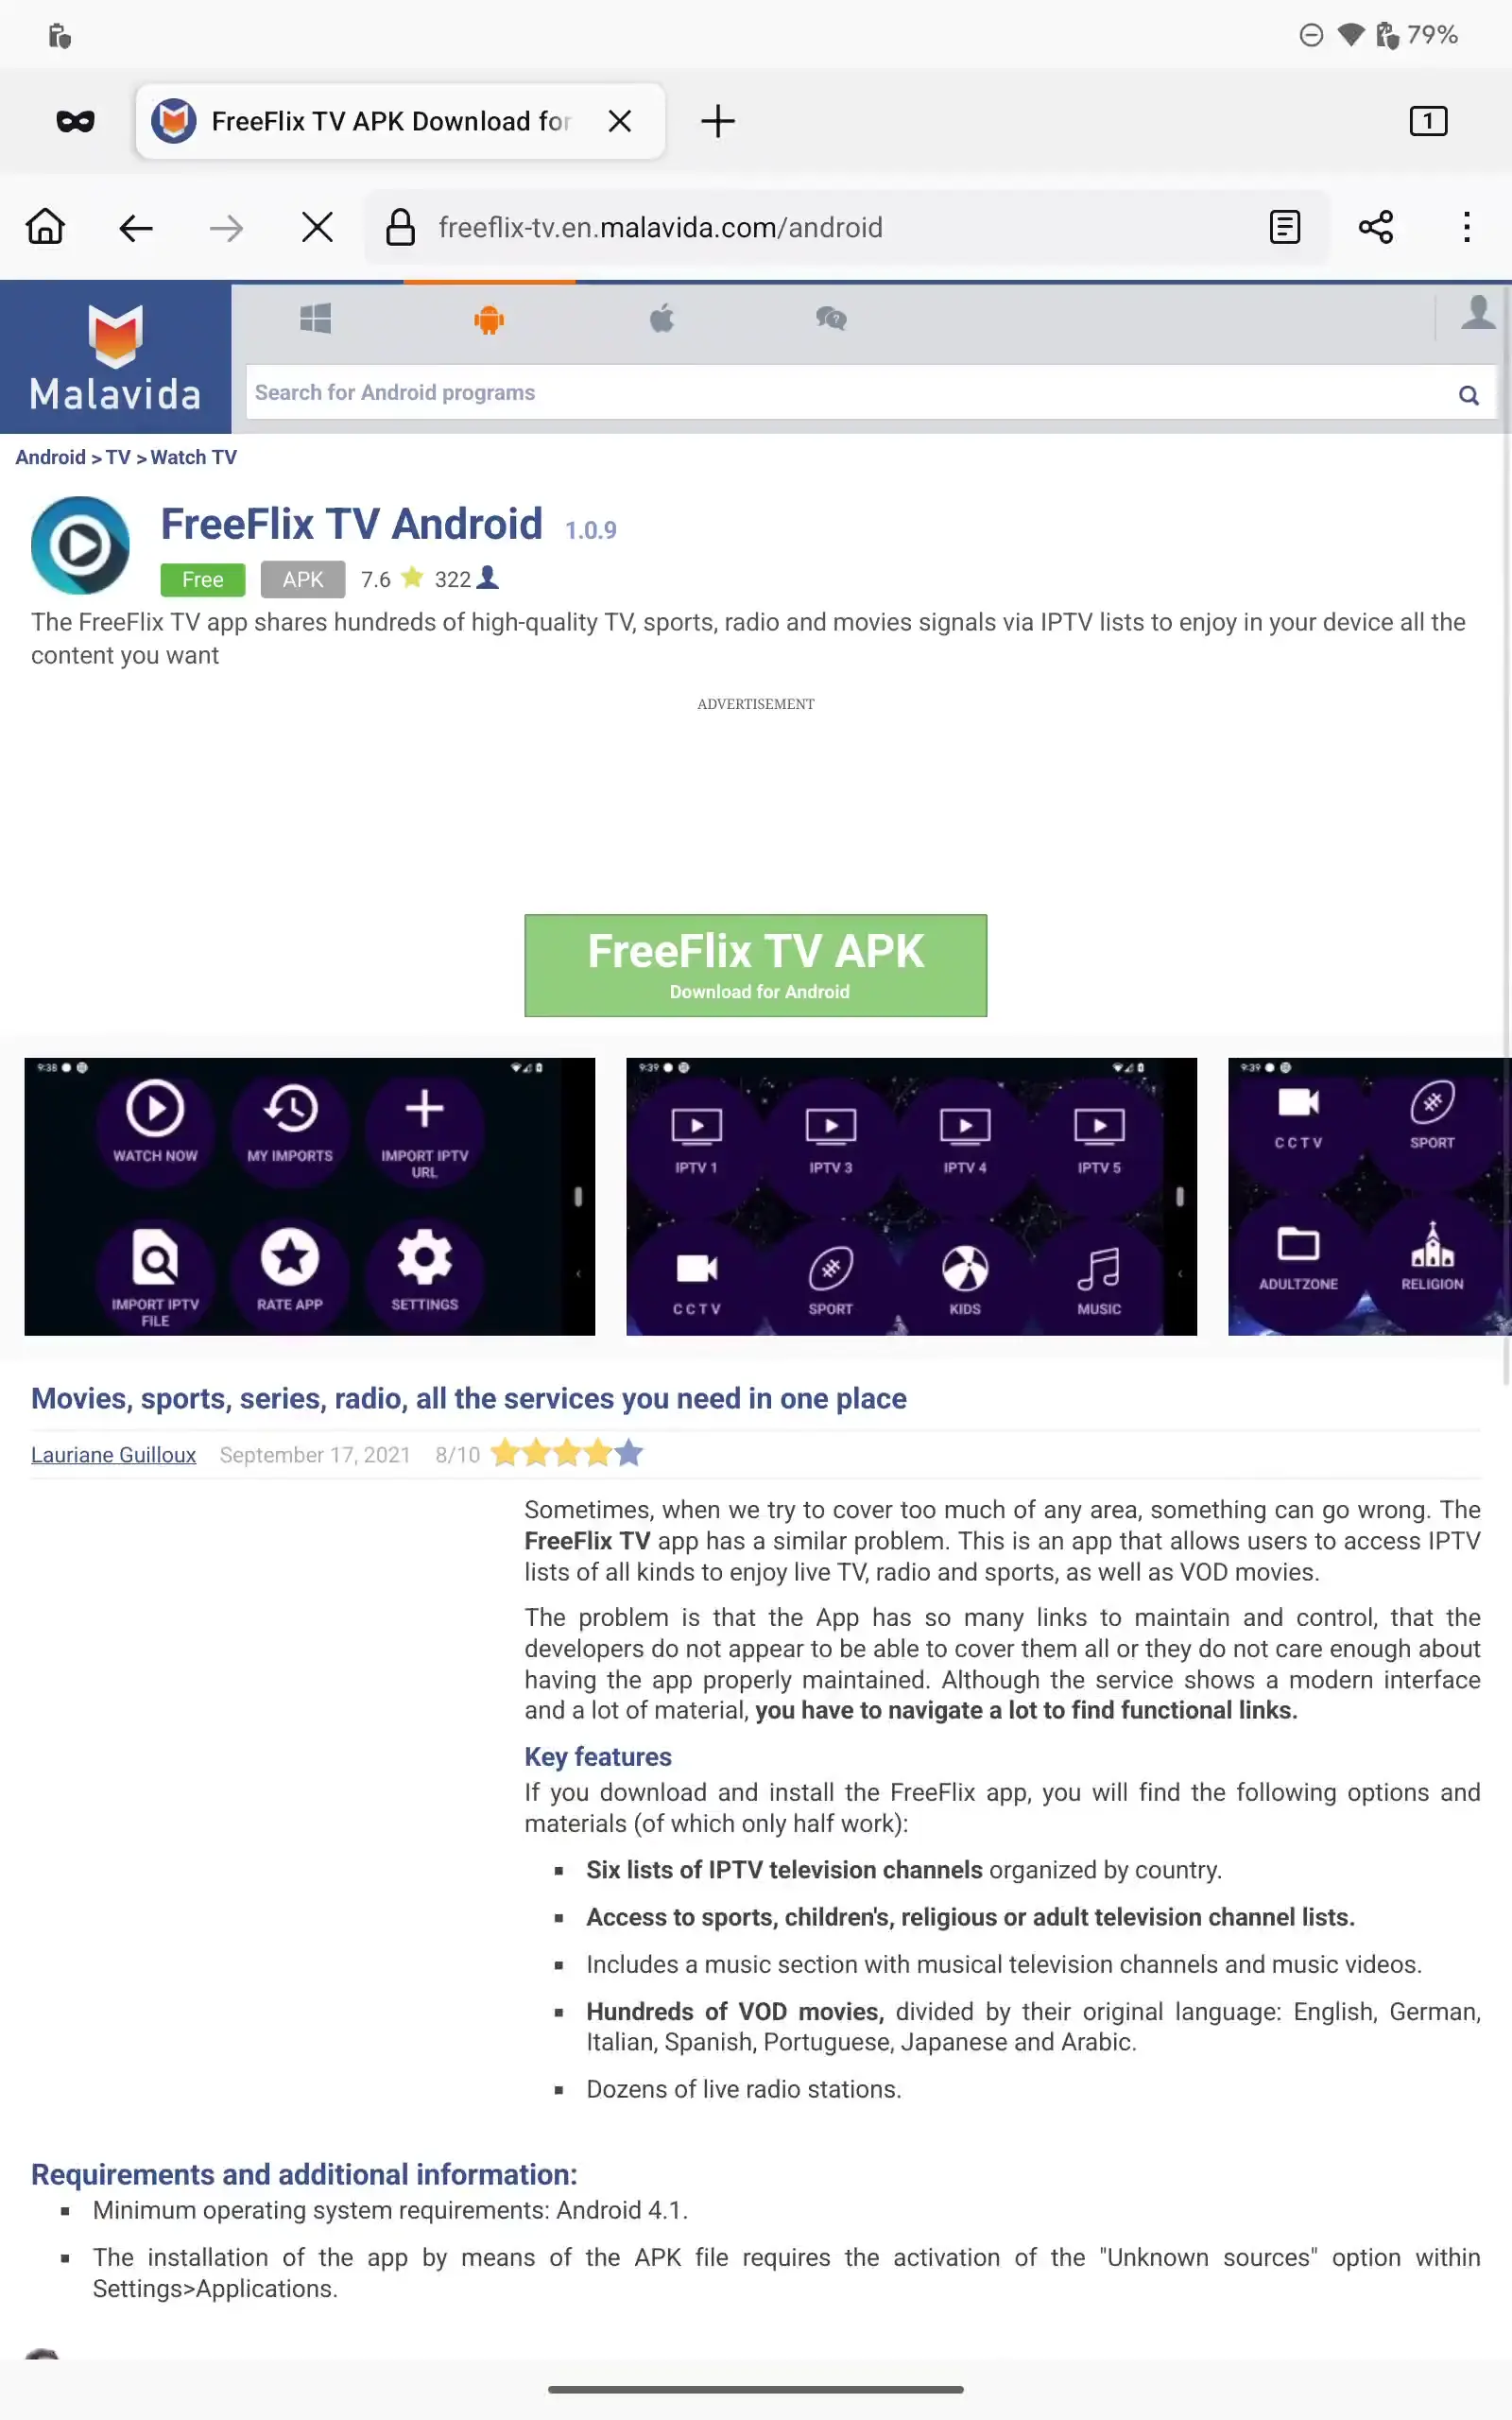 79%
FreeFlix TV APK Download for
1
freeflix-tv.en.malavida.com/android
Malavida
Search for Android programs
Android > TV > Watch TV
FreeFlix TV Android 1.0.9
Free APK 7.6 322
The FreeFlix TV app shares hundreds of high-quality TV, sports, radio and movies signals via IPTV lists to enjoy in your device all the
content you want
ADVERTISEMENT
FreeFlix TV APK
Download for Android
9:38
WATCH NOW MY IMPORTS IMPORT IPTV
URL
IMPORT IPTV
FILE
RATE APP SETTINGS
9:39
IPTV 1 IPTV 3 IPTV 4 IPTV 5
CCTV SPORT KIDS MUSIC
9:39
CCTV SPORT
ADULTZONE RELIGION
Movies, sports, series, radio, all the services you need in one place
Lauriane Guilloux September 17, 2021 8/10
Sometimes, when we try to cover too much of any area, something can go wrong. The
FreeFlix TV app has a similar problem. This is an app that allows users to access IPTV
lists of all kinds to enjoy live TV, radio and sports, as well as VOD movies.
The problem is that the App has so many links to maintain and control, that the
developers do not appear to be able to cover them all or they do not care enough about
having the app properly maintained. Although the service shows a modern interface
and a lot of material, you have to navigate a lot to find functional links.
Key features
If you download and install the FreeFlix app, you will find the following options and
materials (of which only half work):
▪ Six lists of IPTV television channels organized by country.
▪ Access to sports, children's, religious or adult television channel lists.
▪ Includes a music section with musical television channels and music videos.
▪ Hundreds of VOD movies, divided by their original language: English, German,
Italian, Spanish, Portuguese, Japanese and Arabic.
▪ Dozens of live radio stations.
Requirements and additional information:
▪ Minimum operating system requirements: Android 4.1.
▪ The installation of the app by means of the APK file requires the activation of the "Unknown sources" option within
Settings>Applications.